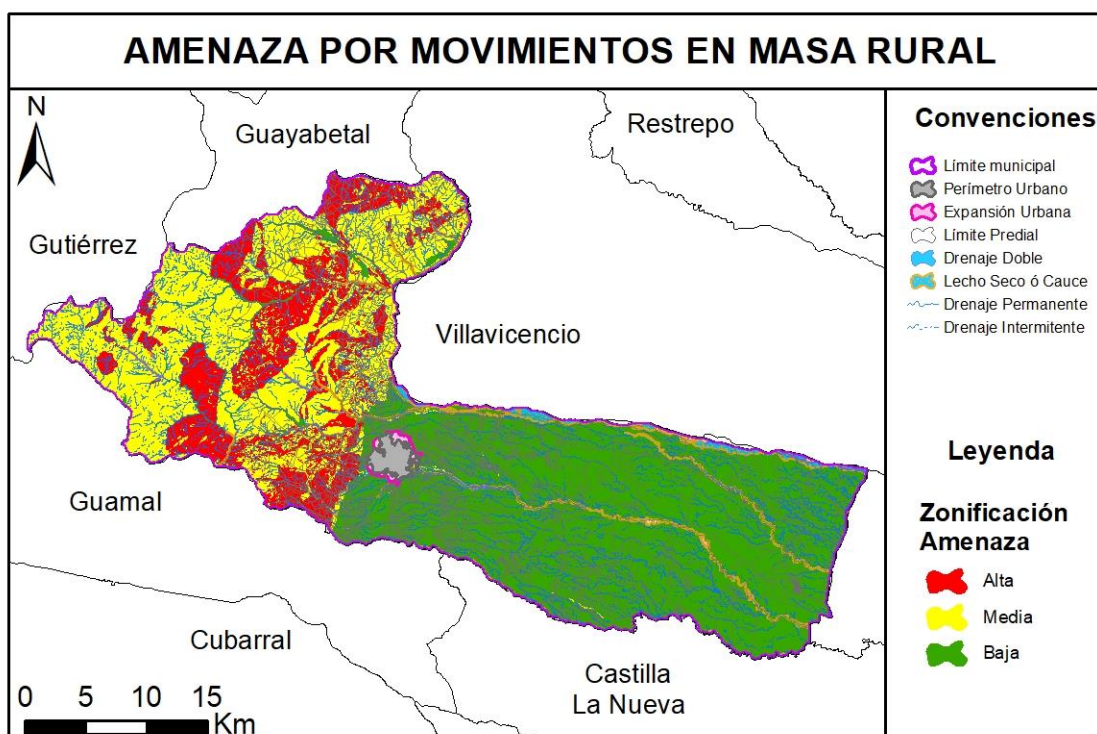 AMENAZA POR MOVIMIENTOS EN MASA RURAL
N
Guayabetal
Restrepo
Gutiérrez
Villavicencio
Guamal
Cubarral
Castilla
La Nueva
0 5 10 15
Km
Convenciones
Límite municipal
Perímetro Urbano
Expansión Urbana
Límite Predial
Drenaje Doble
Lecho Seco ó Cauce
Drenaje Permanente
Drenaje Intermitente
Leyenda
Zonificación
Amenaza
Alta
Media
Baja